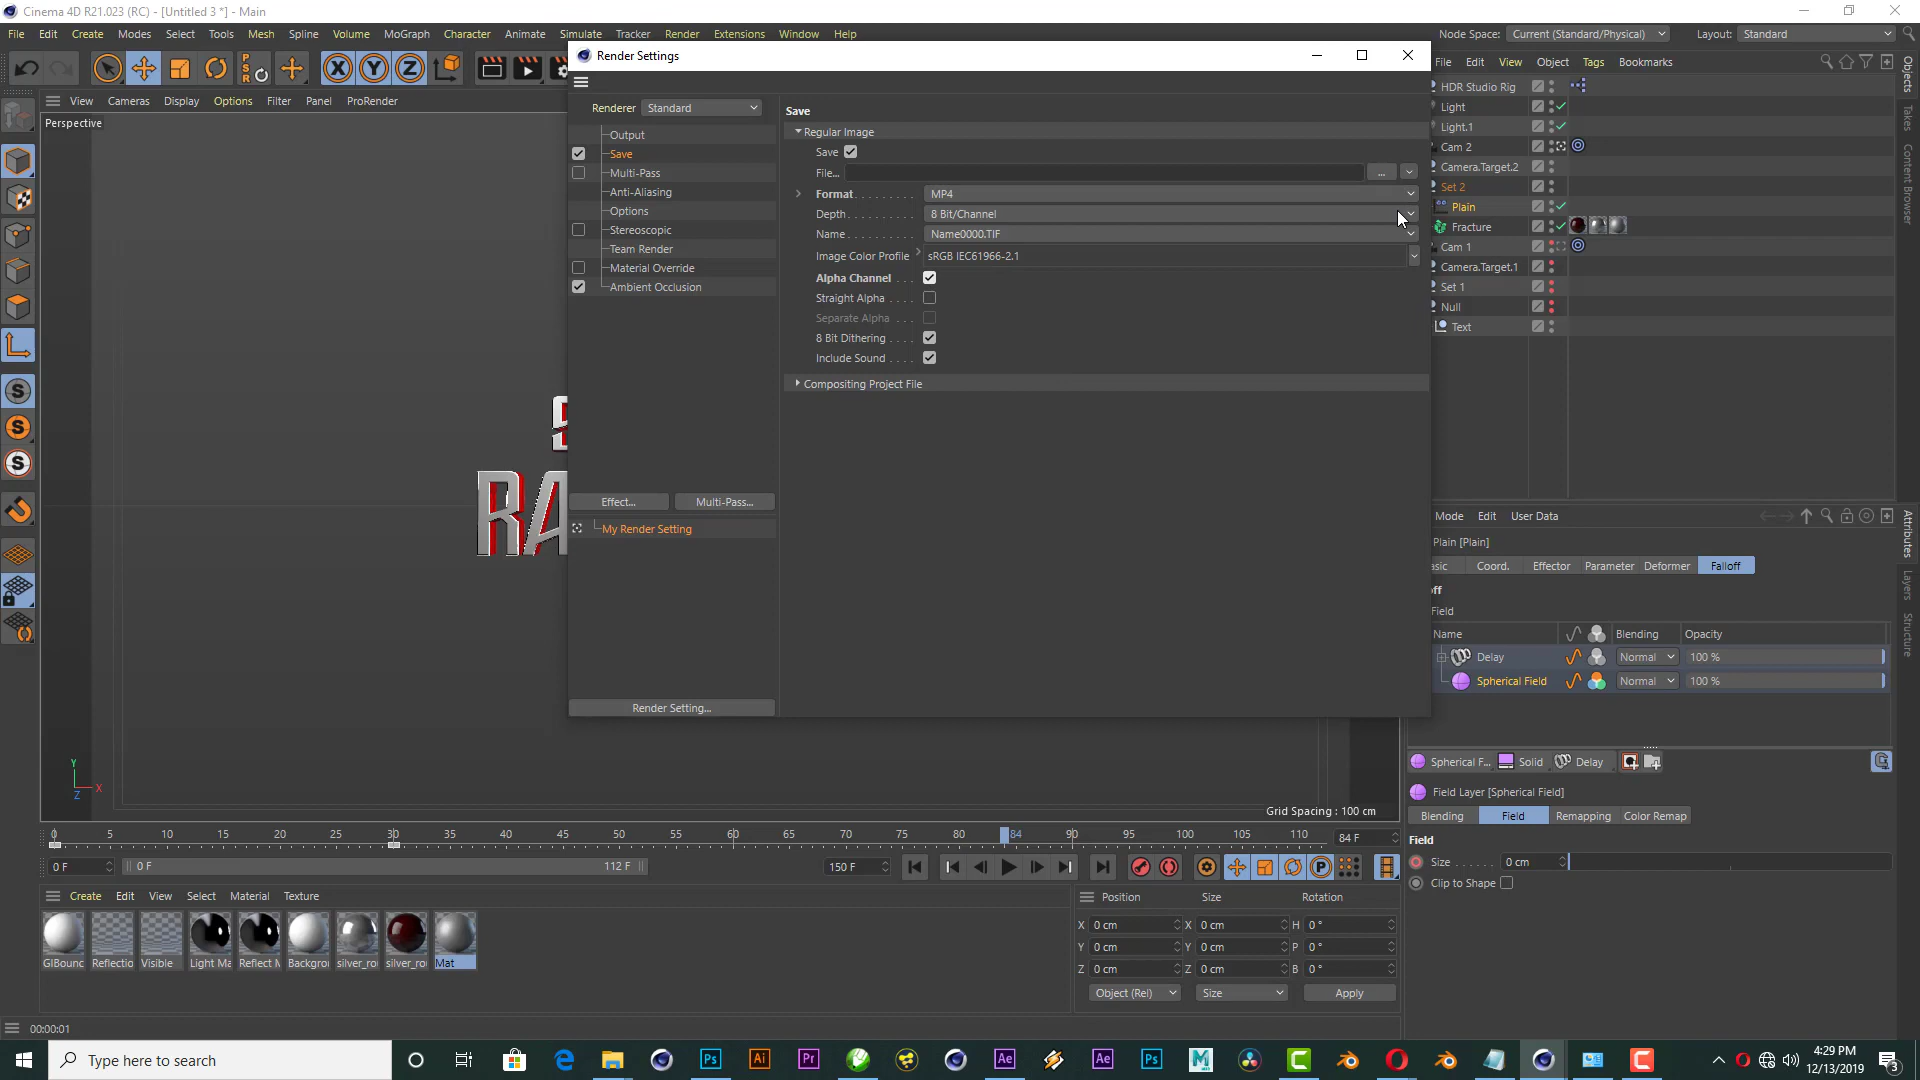 Cinema 4D R21.023 (RC) - [Untitled 3 *] - Main
File Edit Create Modes Select Tools Mesh Spline Volume MoGraph Character Animate Simulate Tracker Render Extensions Window Help
Node Space: Current (Standard/Physical) Layout: Standard
Render Settings
View Cameras Display Options Filter Panel ProRender
Perspective
Renderer Standard
Output
Save
Multi-Pass
Anti-Aliasing
Options
Stereoscopic
Team Render
Material Override
Ambient Occlusion
Effect... Multi-Pass...
My Render Setting
Render Setting...
Save
Regular Image
Save
File...
...
Format MP4
Depth 8 Bit/Channel
Name Name0000.TIF
Image Color Profile sRGB IEC61966-2.1
Alpha Channel
Straight Alpha
Separate Alpha
8 Bit Dithering
Include Sound
Compositing Project File
File Edit View Object Tags Bookmarks
HDR Studio Rig
Light
Light.1
Cam 2
Camera.Target.2
Set 2
Plain
Fracture
Cam 1
Camera.Target.1
Set 1
Null
Text
Objects
Takes
Content Browser
Attributes
Layers
Structure
Mode Edit User Data
Plain [Plain]
asic Coord. Effector Parameter Deformer Falloff
off
Field
Name Blending Opacity
Delay Normal 100 %
Spherical Field Normal 100 %
Spherical F... Solid Delay
Field Layer [Spherical Field]
Blending Field Remapping Color Remap
Field
Size 0 cm
Clip to Shape
RA
Y
X
Z
Grid Spacing : 100 cm
0 5 10 15 20 25 30 35 40 45 50 55 60 65 70 75 80 84 90 95 100 105 110 84 F
0 F 0 F 112 F 150 F
Create Edit View Select Material Texture
GIBounc Reflectio Visible Light Ma Reflect M Backgro silver_ro silver_ro Mat
Position Size Rotation
X 0 cm X 0 cm H 0 °
Y 0 cm Y 0 cm P 0 °
Z 0 cm Z 0 cm B 0 °
Object (Rel) Size Apply
00:00:01
Type here to search
4:29 PM
12/13/2019
3